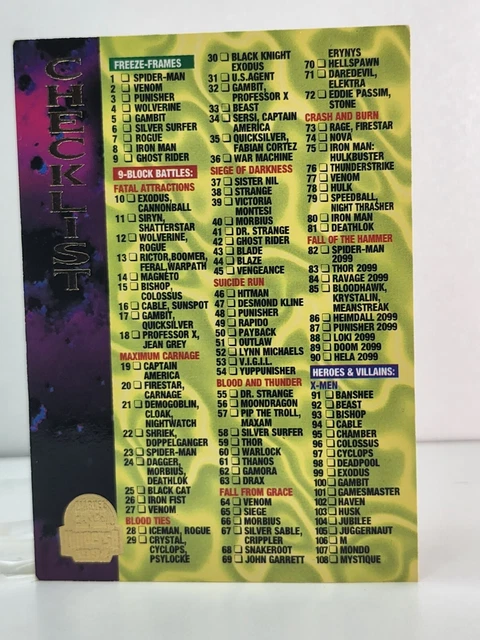 CHECKLIST
FREEZE-FRAMES
1 ☐ SPIDER-MAN
2 ☐ VENOM
3 ☐ PUNISHER
4 ☐ WOLVERINE
5 ☐ GAMBIT
6 ☐ SILVER SURFER
7 ☐ ROGUE
8 ☐ IRON MAN
9 ☐ GHOST RIDER
9-BLOCK BATTLES:
FATAL ATTRACTIONS
10 ☐ EXODUS,
CANNONBALL
11 ☐ SIRYN,
SHATTERSTAR
12 ☐ WOLVERINE,
ROGUE
13 ☐ RICTOR,BOOMER,
FERAL,WARPATH
14 ☐ MAGNETO
15 ☐ BISHOP,
COLOSSUS
16 ☐ CABLE, SUNSPOT
17 ☐ GAMBIT,
QUICKSILVER
18 ☐ PROFESSOR X,
JEAN GREY
MAXIMUM CARNAGE
19 ☐ CAPTAIN
AMERICA
20 ☐ FIRESTAR,
CARNAGE
21 ☐ DEMOGOBLIN,
CLOAK,
NIGHTWATCH
22 ☐ SHRIEK,
DOPPELGANGER
23 ☐ SPIDER-MAN
24 ☐ DAGGER,
MORBIUS,
DEATHLOK
25 ☐ BLACK CAT
26 ☐ IRON FIST
27 ☐ VENOM
BLOOD TIES
28 ☐ ICEMAN, ROGUE
29 ☐ CRYSTAL,
CYCLOPS,
PSYLOCKE
30 ☐ BLACK KNIGHT
EXODUS
31 ☐ U.S.AGENT
32 ☐ GAMBIT,
PROFESSOR X
33 ☐ BEAST
34 ☐ SERSI, CAPTAIN
AMERICA
35 ☐ QUICKSILVER,
FABIAN CORTEZ
36 ☐ WAR MACHINE
SIEGE OF DARKNESS
37 ☐ SISTER NIL
38 ☐ STRANGE
39 ☐ VICTORIA
MONTESI
40 ☐ MORBIUS
41 ☐ DR. STRANGE
42 ☐ GHOST RIDER
43 ☐ BLADE
44 ☐ BLAZE
45 ☐ VENGEANCE
SUICIDE RUN
46 ☐ HITMAN
47 ☐ DESMOND KLINE
48 ☐ PUNISHER
49 ☐ RAPIDO
50 ☐ PAYBACK
51 ☐ OUTLAW
52 ☐ LYNN MICHAELS
53 ☐ V.I.G.I.L.
54 ☐ YUPPUNISHER
BLOOD AND THUNDER
55 ☐ DR. STRANGE
56 ☐ MOONDRAGON
57 ☐ PIP THE TROLL,
MAXAM
58 ☐ SILVER SURFER
59 ☐ THOR
60 ☐ WARLOCK
61 ☐ THANOS
62 ☐ GAMORA
63 ☐ DRAX
FALL FROM GRACE
64 ☐ VENOM
65 ☐ SIEGE
66 ☐ MORBIUS
67 ☐ SILVER SABLE,
CRIPPLER
68 ☐ SNAKEROOT
69 ☐ JOHN GARRETT
ERYNYS
70 ☐ HELLSPAWN
71 ☐ DAREDEVIL,
ELEKTRA
72 ☐ EDDIE PASSIM,
STONE
CRASH AND BURN
73 ☐ RAGE, FIRESTAR
74 ☐ NOVA
75 ☐ IRON MAN:
HULKBUSTER
76 ☐ THUNDERSTRIKE
77 ☐ VENOM
78 ☐ HULK
79 ☐ SPEEDBALL,
NIGHT THRASHER
80 ☐ IRON MAN
81 ☐ DEATHLOK
FALL OF THE HAMMER
82 ☐ SPIDER-MAN
2099
83 ☐ THOR 2099
84 ☐ RAVAGE 2099
85 ☐ BLOODHAWK,
KRYSTALIN,
MEANSTREAK
86 ☐ HEIMDALL 2099
87 ☐ PUNISHER 2099
88 ☐ LOKI 2099
89 ☐ DOOM 2099
90 ☐ HELA 2099
HEROES & VILLAINS:
X-MEN
91 ☐ BANSHEE
92 ☐ BEAST
93 ☐ BISHOP
94 ☐ CABLE
95 ☐ CHAMBER
96 ☐ COLOSSUS
97 ☐ CYCLOPS
98 ☐ DEADPOOL
99 ☐ EXODUS
100 ☐ GAMBIT
101 ☐ GAMESMASTER
102 ☐ HAVEN
103 ☐ HUSK
104 ☐ JUBILEE
105 ☐ JUGGERNAUT
106 ☐ M
107 ☐ MONDO
108 ☐ MYSTIQUE